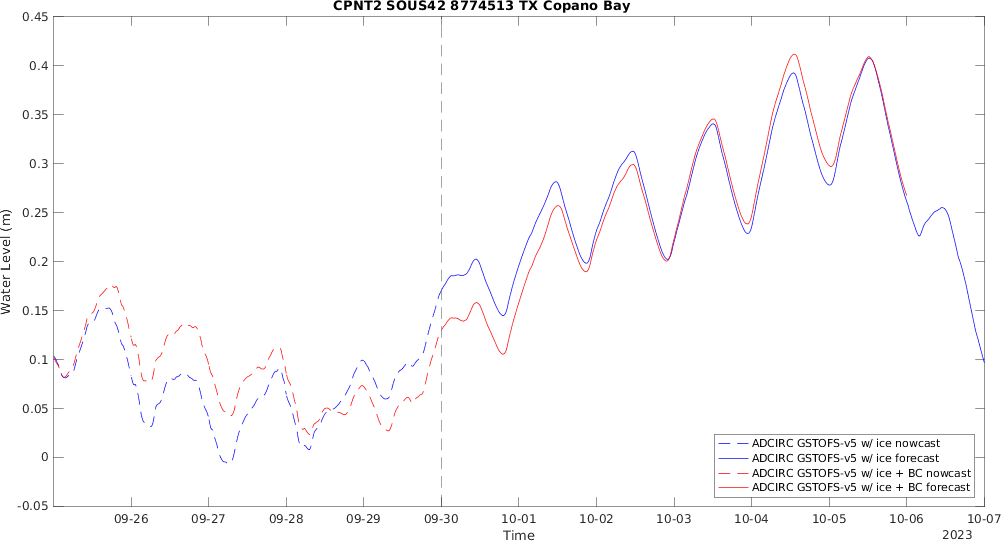 CPNT2 SOUS42 8774513 TX Copano Bay
0.45
0.4
0.35
0.3
0.25
0.2
0.15
0.1
0.05
0
-0.05
Water Level (m)
ADCIRC GSTOFS-v5 w/ ice nowcast
ADCIRC GSTOFS-v5 w/ ice forecast
ADCIRC GSTOFS-v5 w/ ice + BC nowcast
ADCIRC GSTOFS-v5 w/ ice + BC forecast
09-26 09-27 09-28 09-29 09-30 10-01 10-02 10-03 10-04 10-05 10-06 10-07
Time
2023